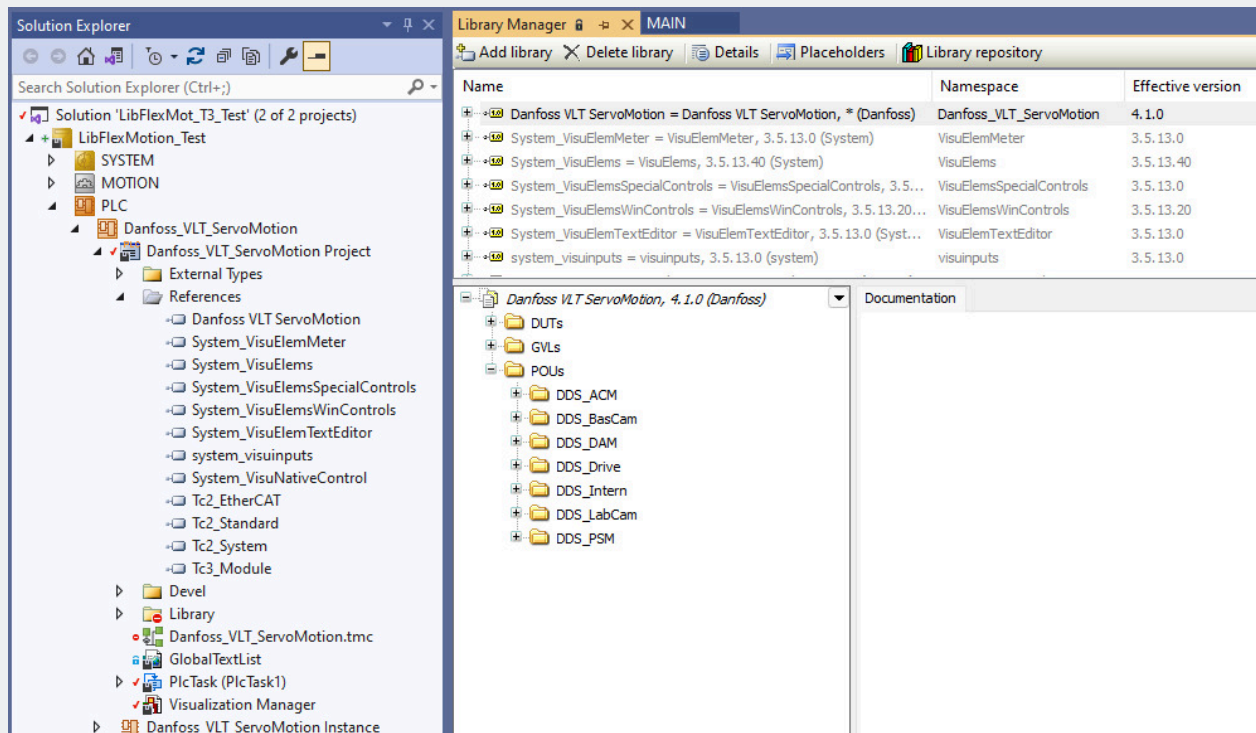 Solution Explorer
Search Solution Explorer (Ctrl+;)
Solution 'LibFlexMot_T3_Test' (2 of 2 projects)
LibFlexMotion_Test
SYSTEM
MOTION
PLC
Danfoss_VLT_ServoMotion
Danfoss_VLT_ServoMotion Project
External Types
References
Danfoss VLT ServoMotion
System_VisuElemMeter
System_VisuElems
System_VisuElemsSpecialControls
System_VisuElemsWinControls
System_VisuElemTextEditor
system_visuinputs
System_VisuNativeControl
Tc2_EtherCAT
Tc2_Standard
Tc2_System
Tc3_Module
Devel
Library
Danfoss_VLT_ServoMotion.tmc
GlobalTextList
PlcTask (PlcTask1)
Visualization Manager
Danfoss_VLT_ServoMotion Instance
Library Manager MAIN
Add library Delete library Details Placeholders Library repository
Name Namespace Effective version
Danfoss VLT ServoMotion = Danfoss VLT ServoMotion, * (Danfoss) Danfoss_VLT_ServoMotion 4.1.0
System_VisuElemMeter = VisuElemMeter, 3.5.13.0 (System) VisuElemMeter 3.5.13.0
System_VisuElems = VisuElems, 3.5.13.40 (System) VisuElems 3.5.13.40
System_VisuElemsSpecialControls = VisuElemsSpecialControls, 3.5... VisuElemsSpecialControls 3.5.13.0
System_VisuElemsWinControls = VisuElemsWinControls, 3.5.13.20... VisuElemsWinControls 3.5.13.20
System_VisuElemTextEditor = VisuElemTextEditor, 3.5.13.0 (Syst... VisuElemTextEditor 3.5.13.0
system_visuinputs = visuinputs, 3.5.13.0 (system) visuinputs 3.5.13.0
Danfoss VLT ServoMotion, 4.1.0 (Danfoss)
DUTs
GVLs
POUs
DDS_ACM
DDS_BasCam
DDS_DAM
DDS_Drive
DDS_Intern
DDS_LabCam
DDS_PSM
Documentation